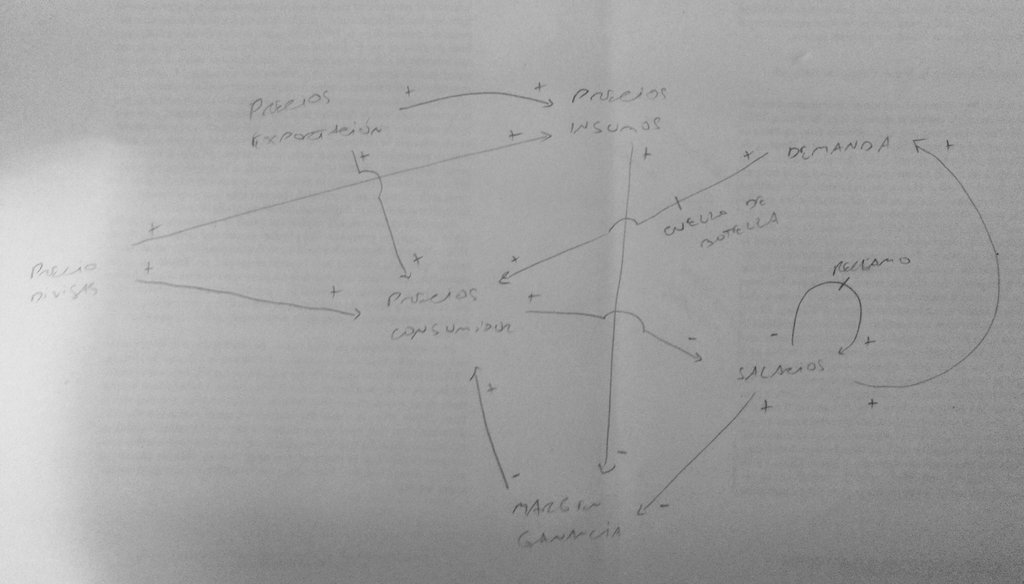 +
+
PRECIOS
PRECIOS
EXPORTACIÓN
INSUMOS
+
+
+
+
DEMANDA
+
+
CUELLO DE
BOTELLA
+
+
+
RECLAMO
PRECIO
DIVISAS
+
+
PRECIOS
CONSUMIDOR
+
-
-
+
SALARIOS
+
+
+
-
-
-
MARGEN
GANANCIA